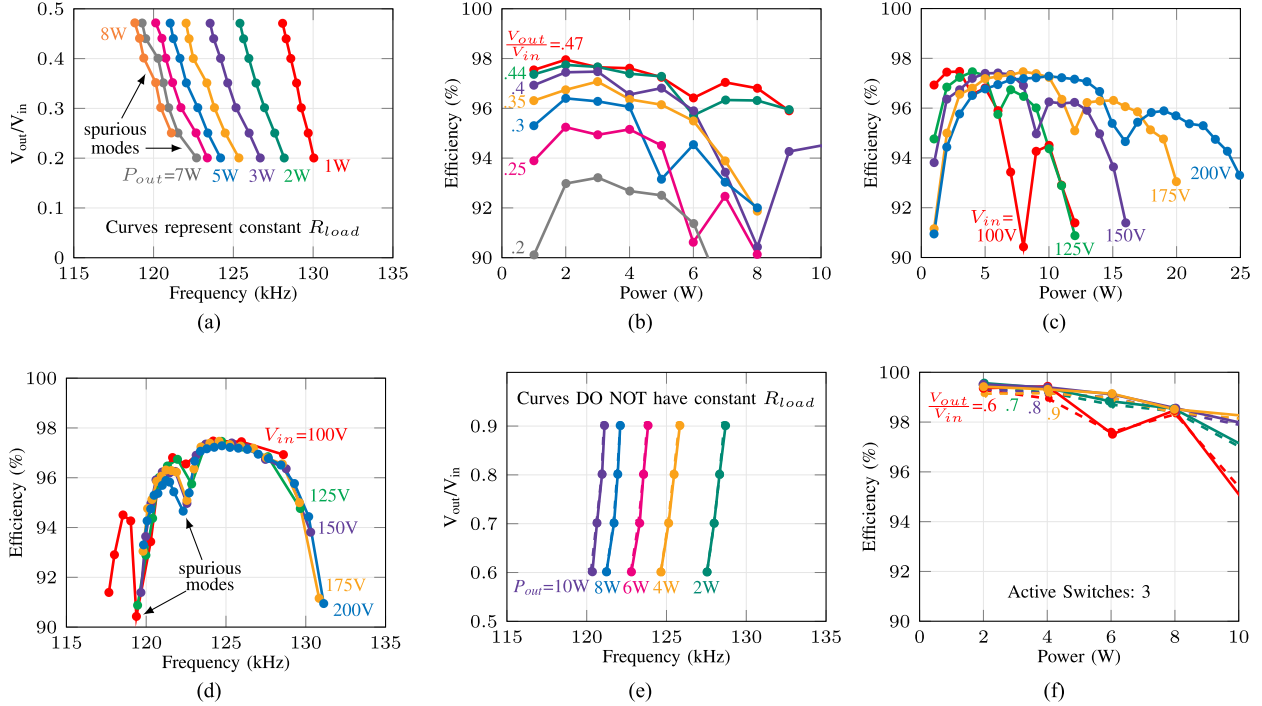 0.5
0.4
0.3
0.2
0.1
0
V_out/V_in
8W
spurious
modes
P_out=7W
5W
3W
2W
1W
Curves represent constant R_load
115
120
125
130
135
Frequency (kHz)
(a)
100
98
96
94
92
90
Efficiency (%)
V_out/V_in=.47
.44
.4
.35
.3
.25
.2
0
2
4
6
8
10
Power (W)
(b)
100
98
96
94
92
90
Efficiency (%)
V_in=
100V
125V
150V
175V
200V
0
5
10
15
20
25
Power (W)
(c)
100
98
96
94
92
90
Efficiency (%)
V_in=100V
125V
150V
175V
200V
spurious
modes
115
120
125
130
135
Frequency (kHz)
(d)
0.9
0.8
0.7
0.6
0.5
V_out/V_in
Curves DO NOT have constant R_load
P_out=10W
8W
6W
4W
2W
115
120
125
130
135
Frequency (kHz)
(e)
100
98
96
94
92
90
Efficiency (%)
V_out/V_in=.6
.7
.8
.9
Active Switches: 3
0
2
4
6
8
10
Power (W)
(f)